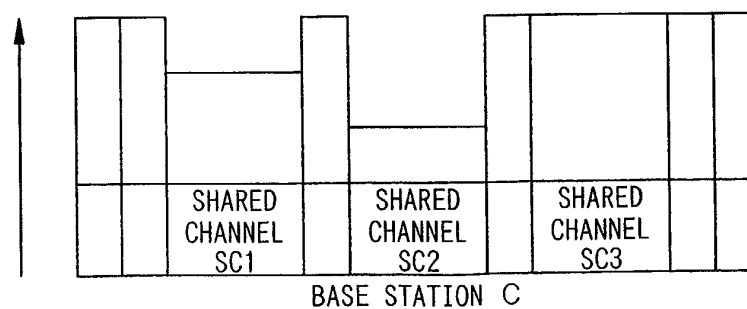 SHARED
CHANNEL
SC1
SHARED
CHANNEL
SC2
SHARED
CHANNEL
SC3
BASE STATION C